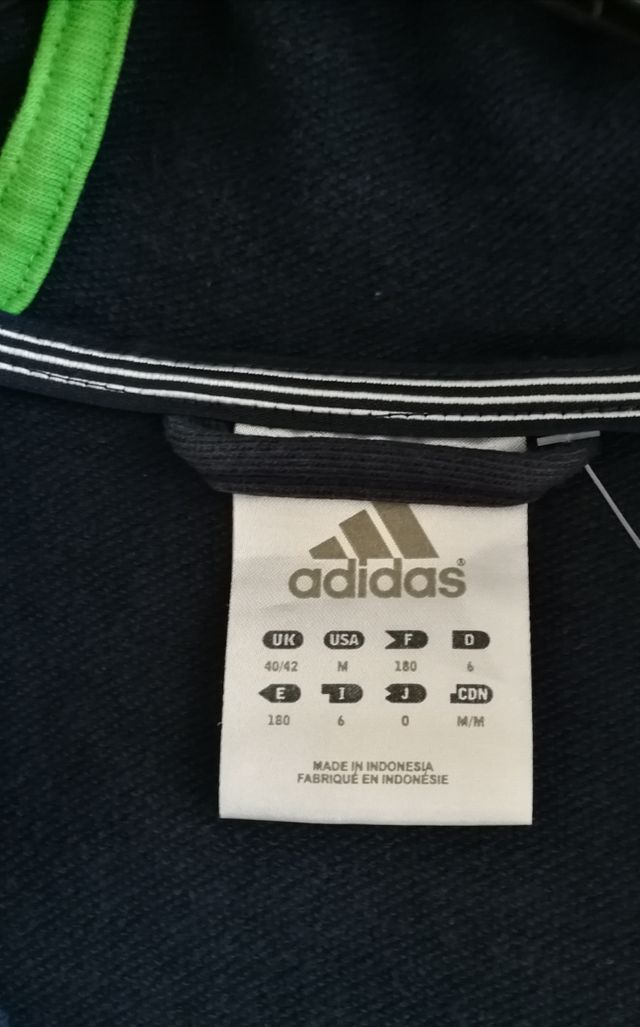 adidas®
UK USA F D
40/42 M 180 6
E I J CDN
180 6 0 M/M
MADE IN INDONESIA
FABRIQUÉ EN INDONÉSIE